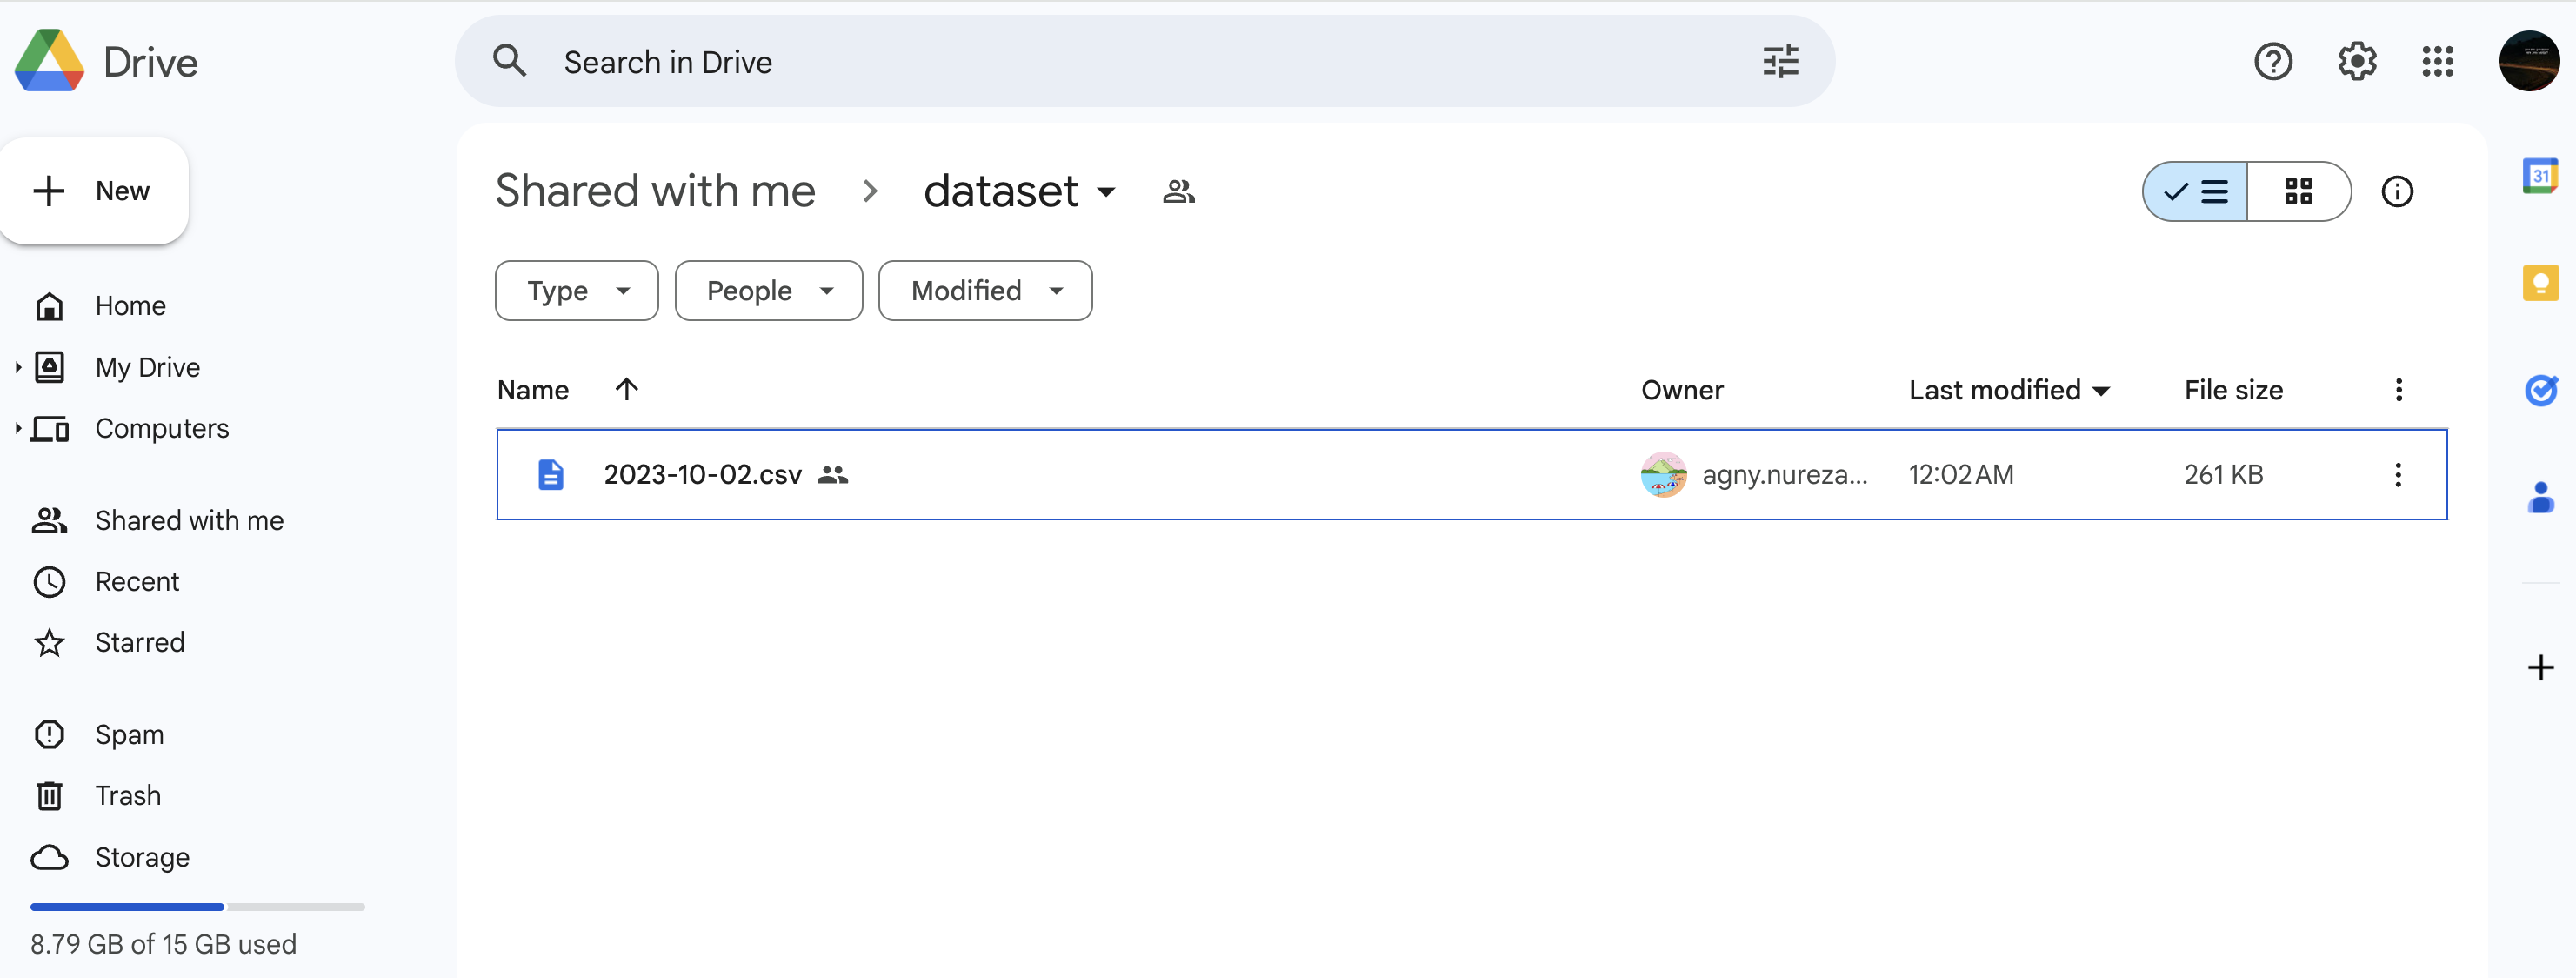 Drive
Search in Drive
New
Home
My Drive
Computers
Shared with me
Recent
Starred
Spam
Trash
Storage
8.79 GB of 15 GB used
Shared with me > dataset
Type
People
Modified
Name
Owner
Last modified
File size
2023-10-02.csv
agny.nureza...
12:02 AM
261 KB
31